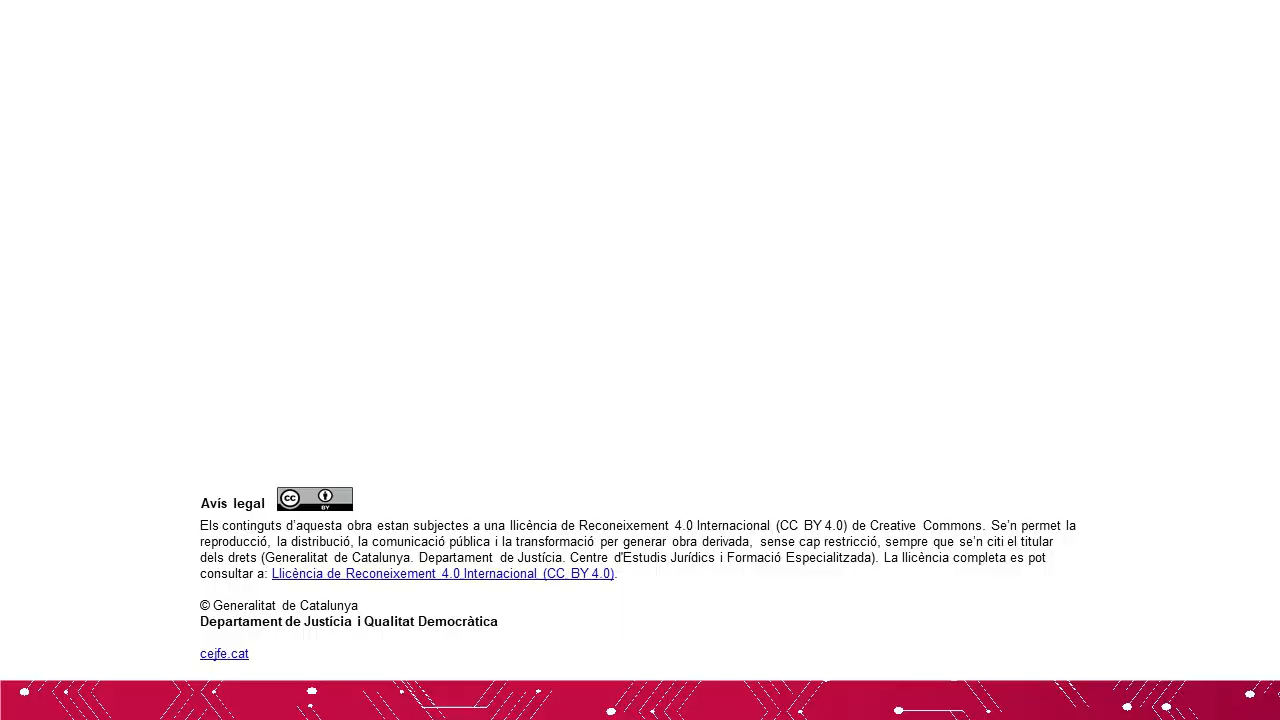 Avís legal
CC BY
Els continguts d’aquesta obra estan subjectes a una llicència de Reconeixement 4.0 Internacional (CC BY 4.0) de Creative Commons. Se’n permet la
reproducció, la distribució, la comunicació pública i la transformació per generar obra derivada, sense cap restricció, sempre que se’n citi el titular
dels drets (Generalitat de Catalunya. Departament de Justícia. Centre d'Estudis Jurídics i Formació Especialitzada). La llicència completa es pot
consultar a: Llicència de Reconeixement 4.0 Internacional (CC BY 4.0).
© Generalitat de Catalunya
Departament de Justícia i Qualitat Democràtica
cejfe.cat